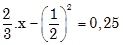 2/3 .x − (1/2)² = 0,25